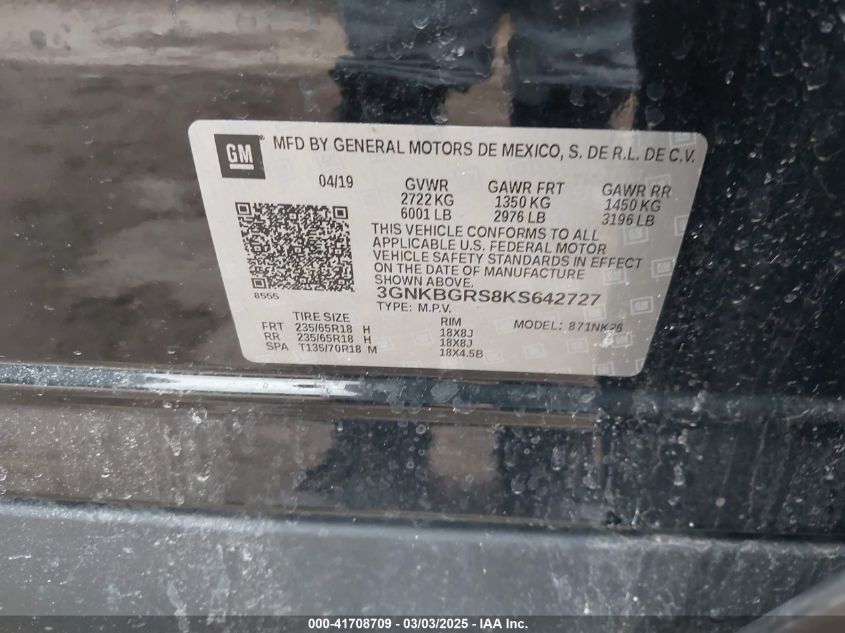 GM ® MFD BY GENERAL MOTORS DE MEXICO, S. DE R.L. DE C.V.
04/19 GVWR GAWR FRT GAWR RR
2722 KG 1350 KG 1450 KG
6001 LB 2976 LB 3196 LB
THIS VEHICLE CONFORMS TO ALL
APPLICABLE U.S. FEDERAL MOTOR
VEHICLE SAFETY STANDARDS IN EFFECT
ON THE DATE OF MANUFACTURE
SHOWN ABOVE.
8555 3GNKBGRS8KS642727
TYPE: M.P.V.
TIRE SIZE RIM MODEL: 871NK26
FRT 235/65R18 H 18X8J
RR 235/65R18 H 18X8J
SPA T135/70R18 M 18X4.5B
000-41708709 - 03/03/2025 - IAA Inc.